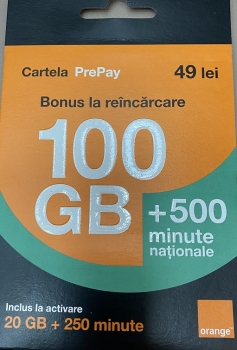 Cartela PrePay 49 lei
Bonus la reîncărcare
100
GB + 500
minute
naționale
Inclus la activare
20 GB + 250 minute
orange™